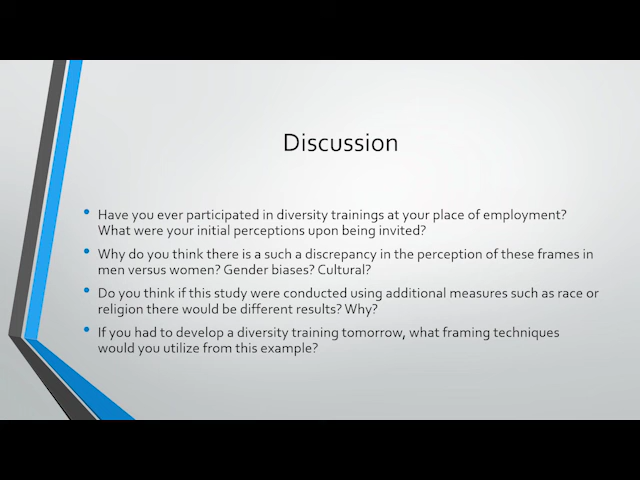 Discussion
• Have you ever participated in diversity trainings at your place of employment?
What were your initial perceptions upon being invited?
• Why do you think there is a such a discrepancy in the perception of these frames in
men versus women? Gender biases? Cultural?
• Do you think if this study were conducted using additional measures such as race or
religion there would be different results? Why?
• If you had to develop a diversity training tomorrow, what framing techniques
would you utilize from this example?